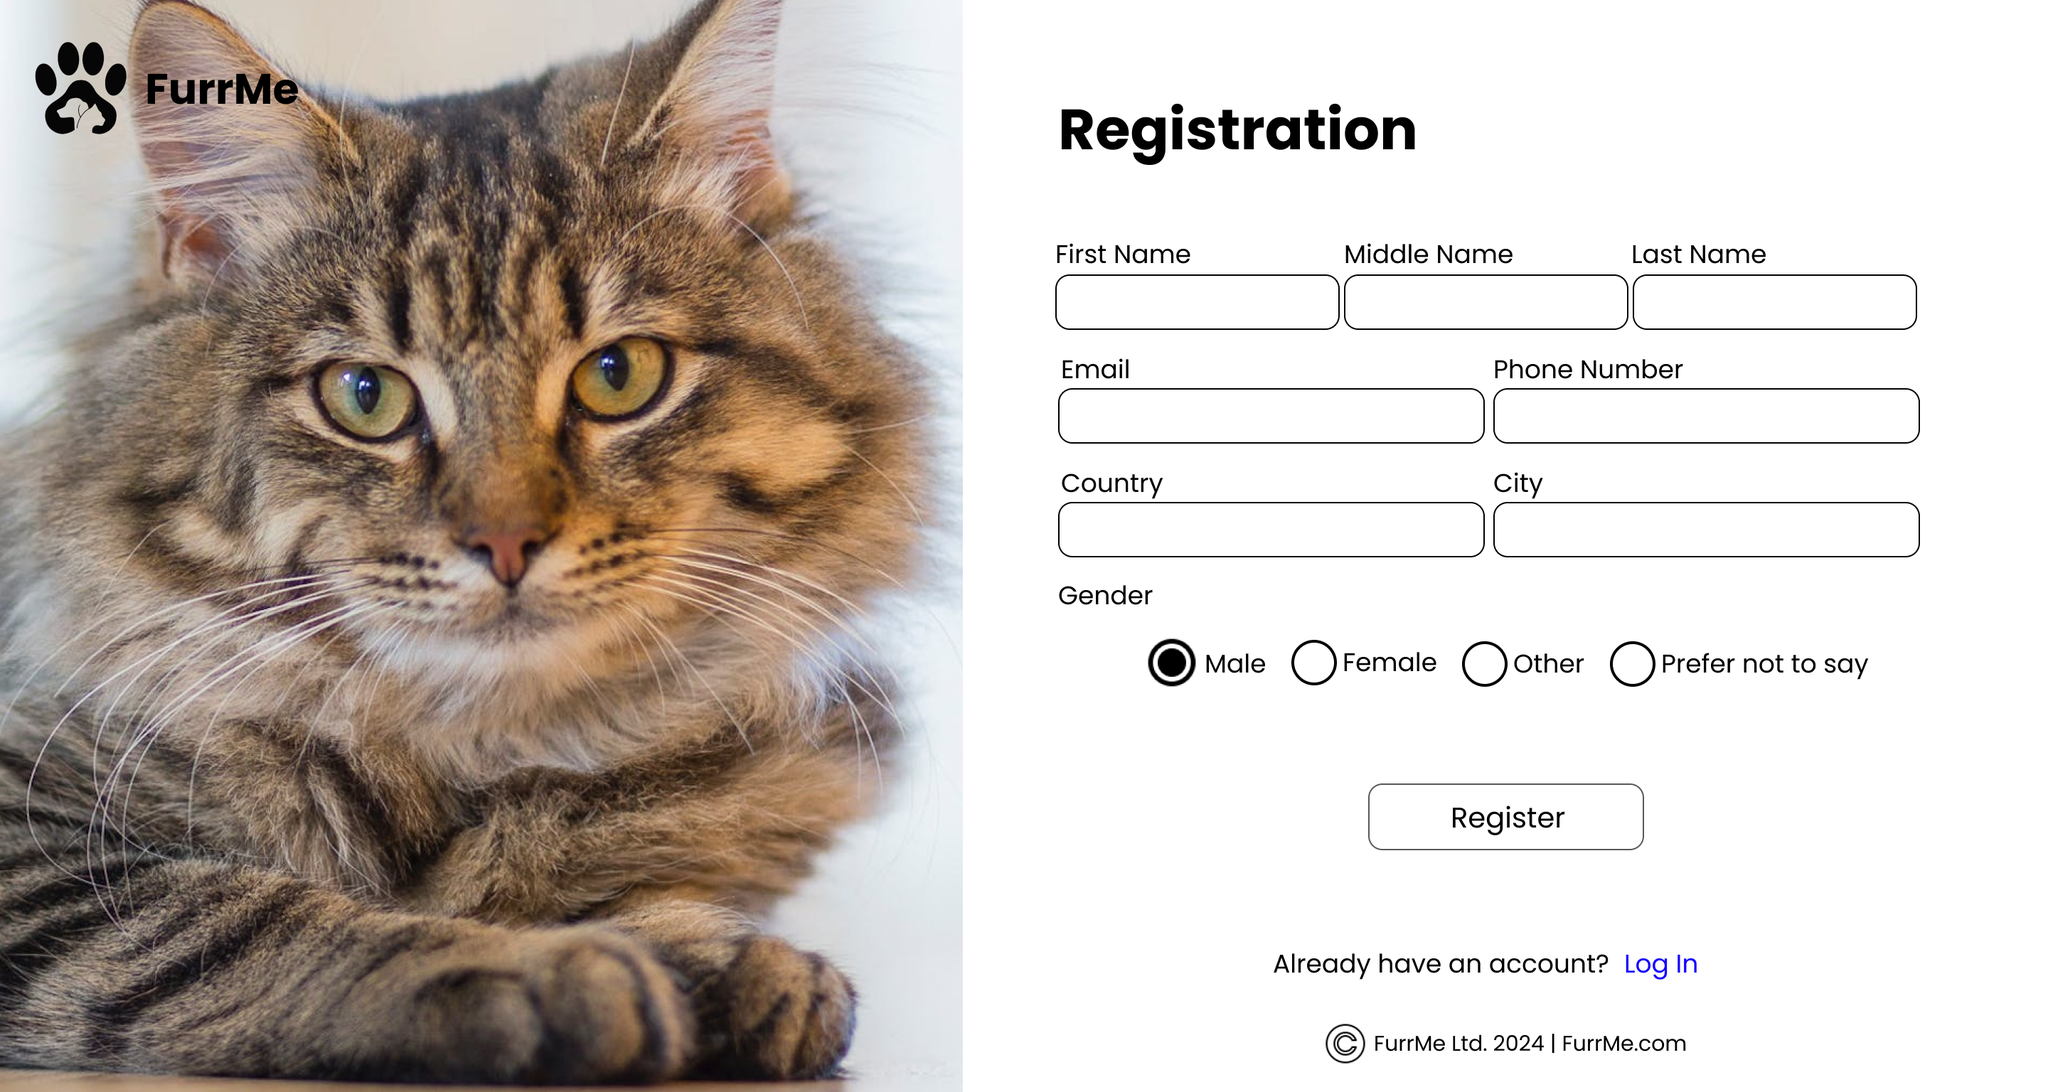 FurrMe
Registration
First Name Middle Name Last Name
Email Phone Number
Country City
Gender
Male Female Other Prefer not to say
Register
Already have an account? Log In
© FurrMe Ltd. 2024 | FurrMe.com